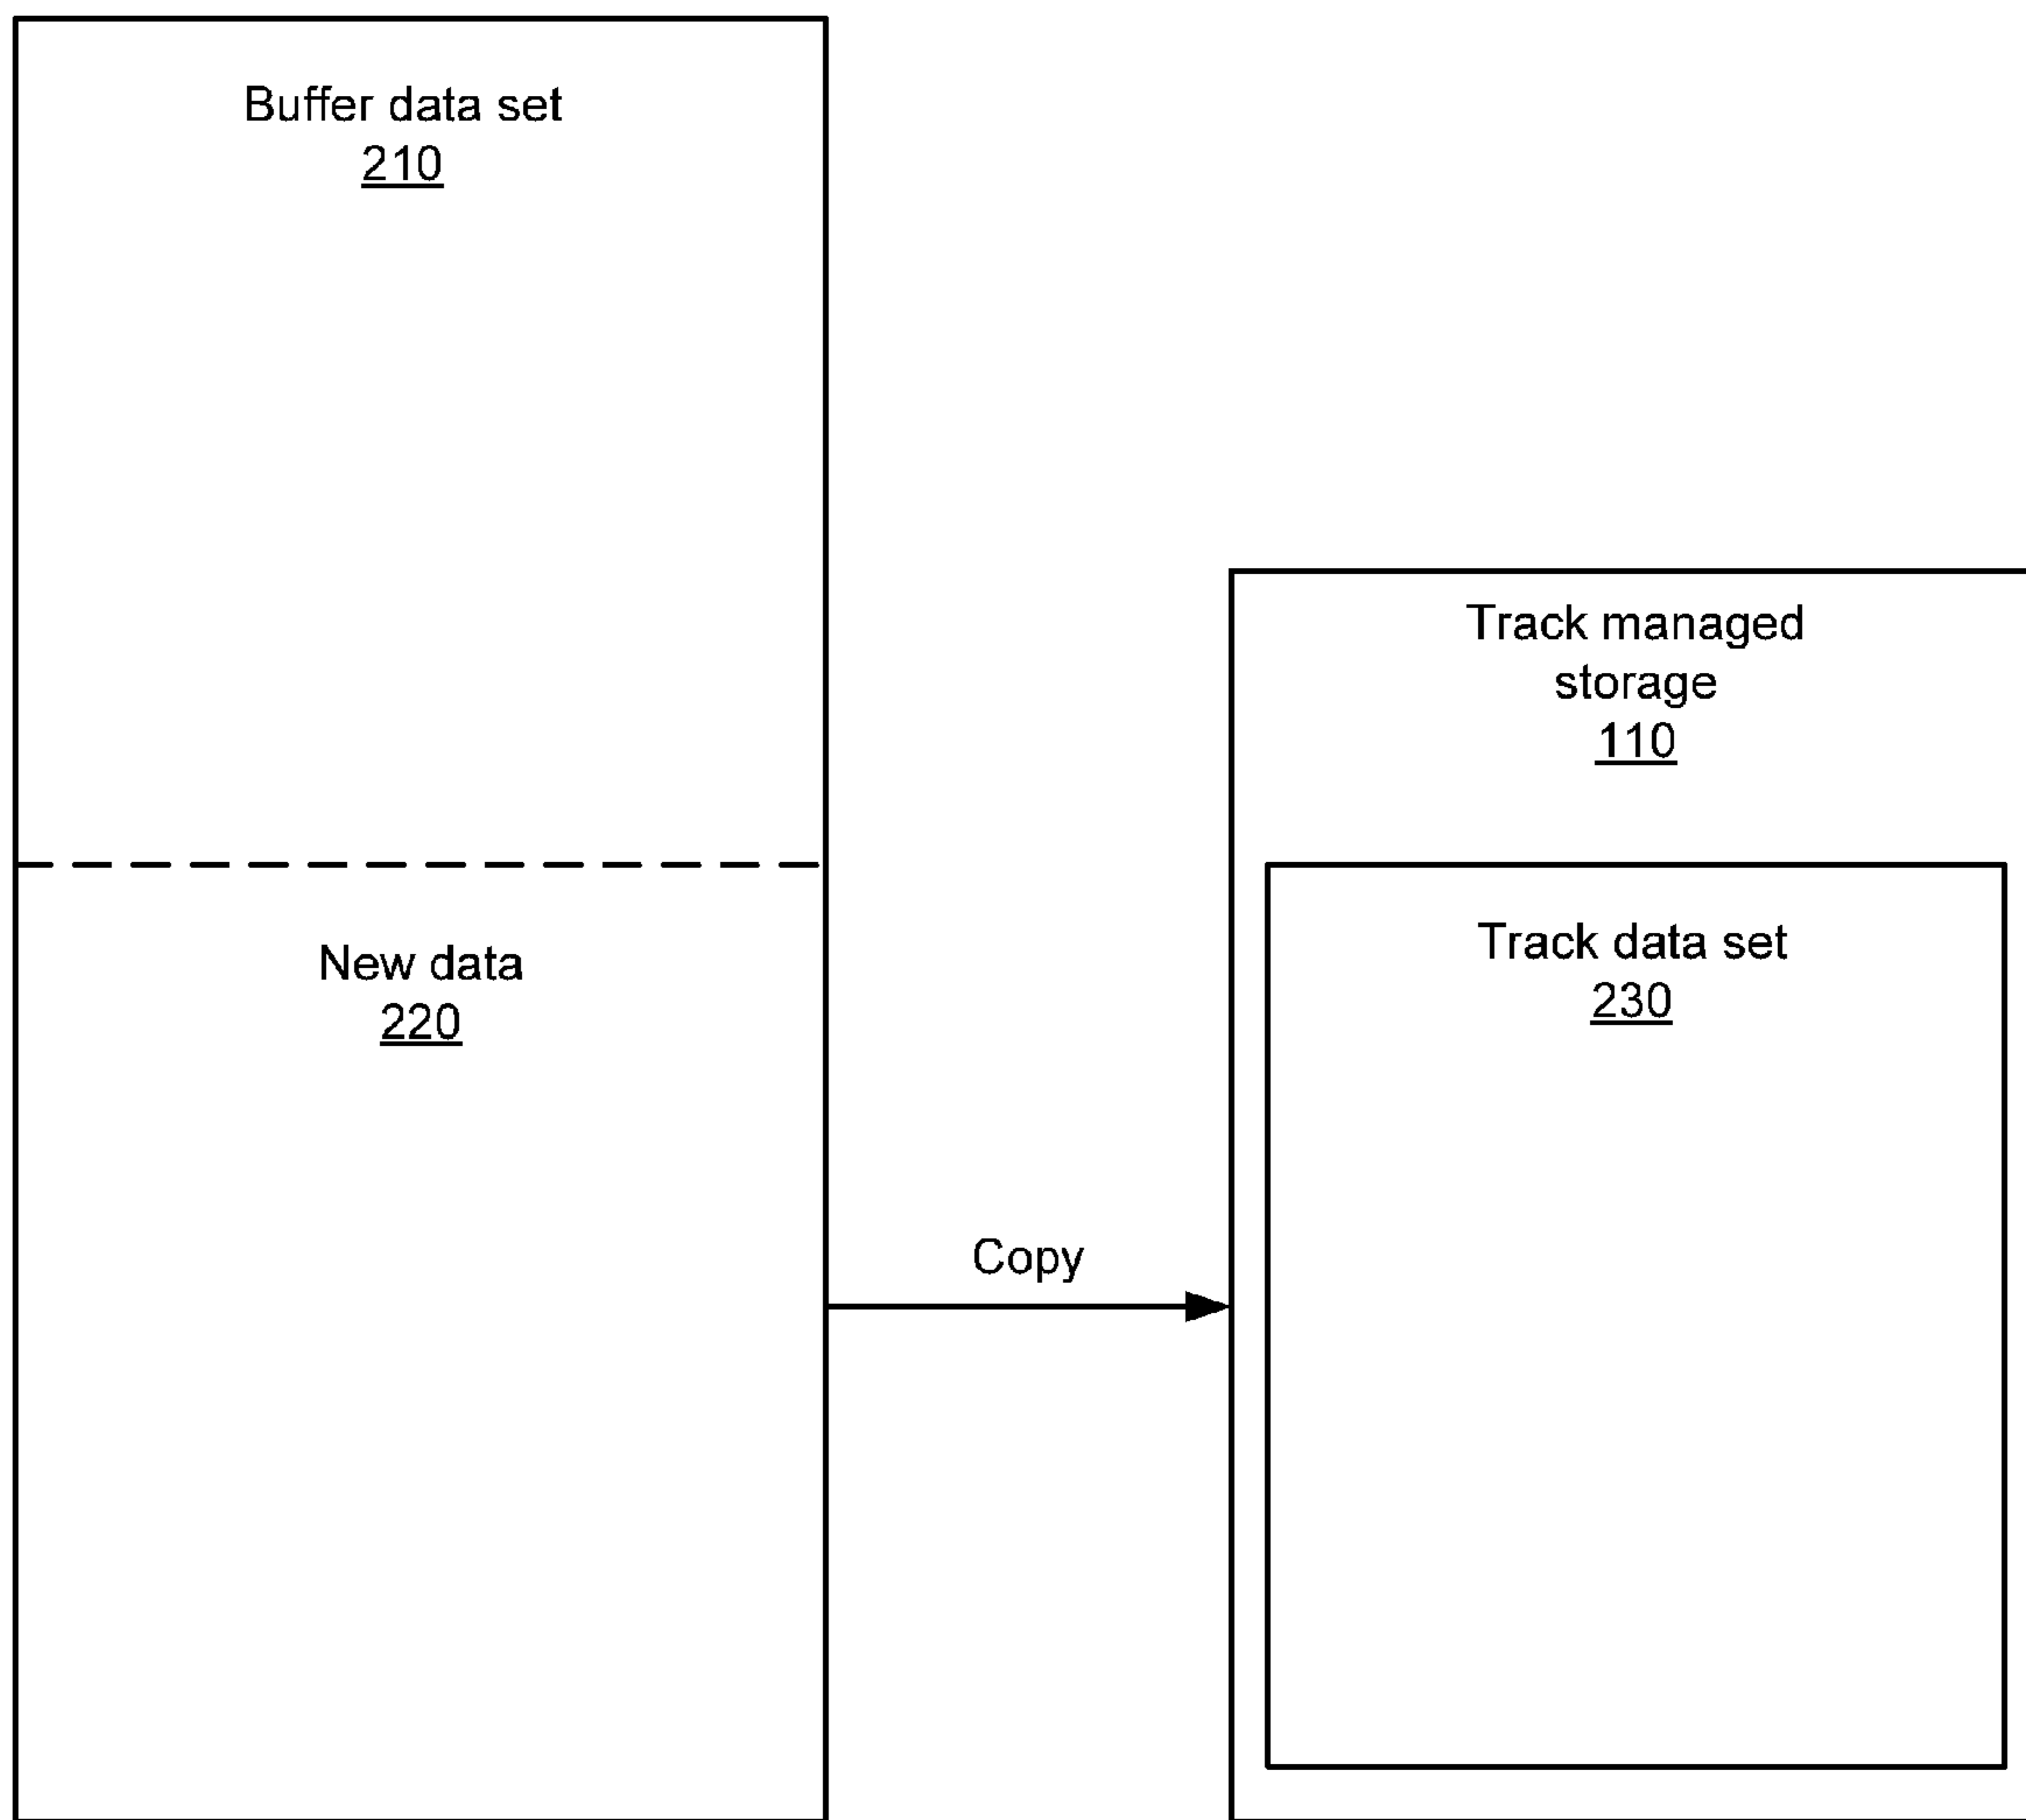 Buffer data set
210
New data
220
Copy
Track managed
storage
110
Track data set
230